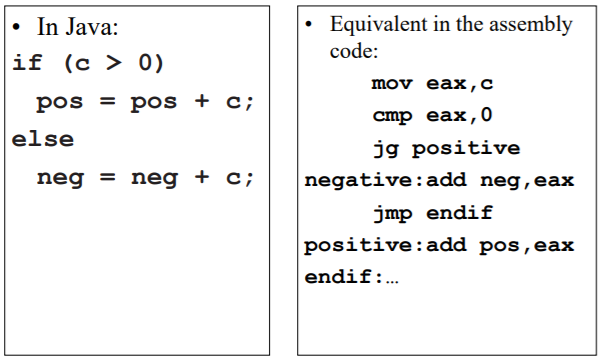 • In Java:
if (c > 0)
  pos = pos + c;
else
  neg = neg + c;
• Equivalent in the assembly
code:
mov eax,c
cmp eax,0
jg positive
negative:add neg,eax
jmp endif
positive:add pos,eax
endif:…